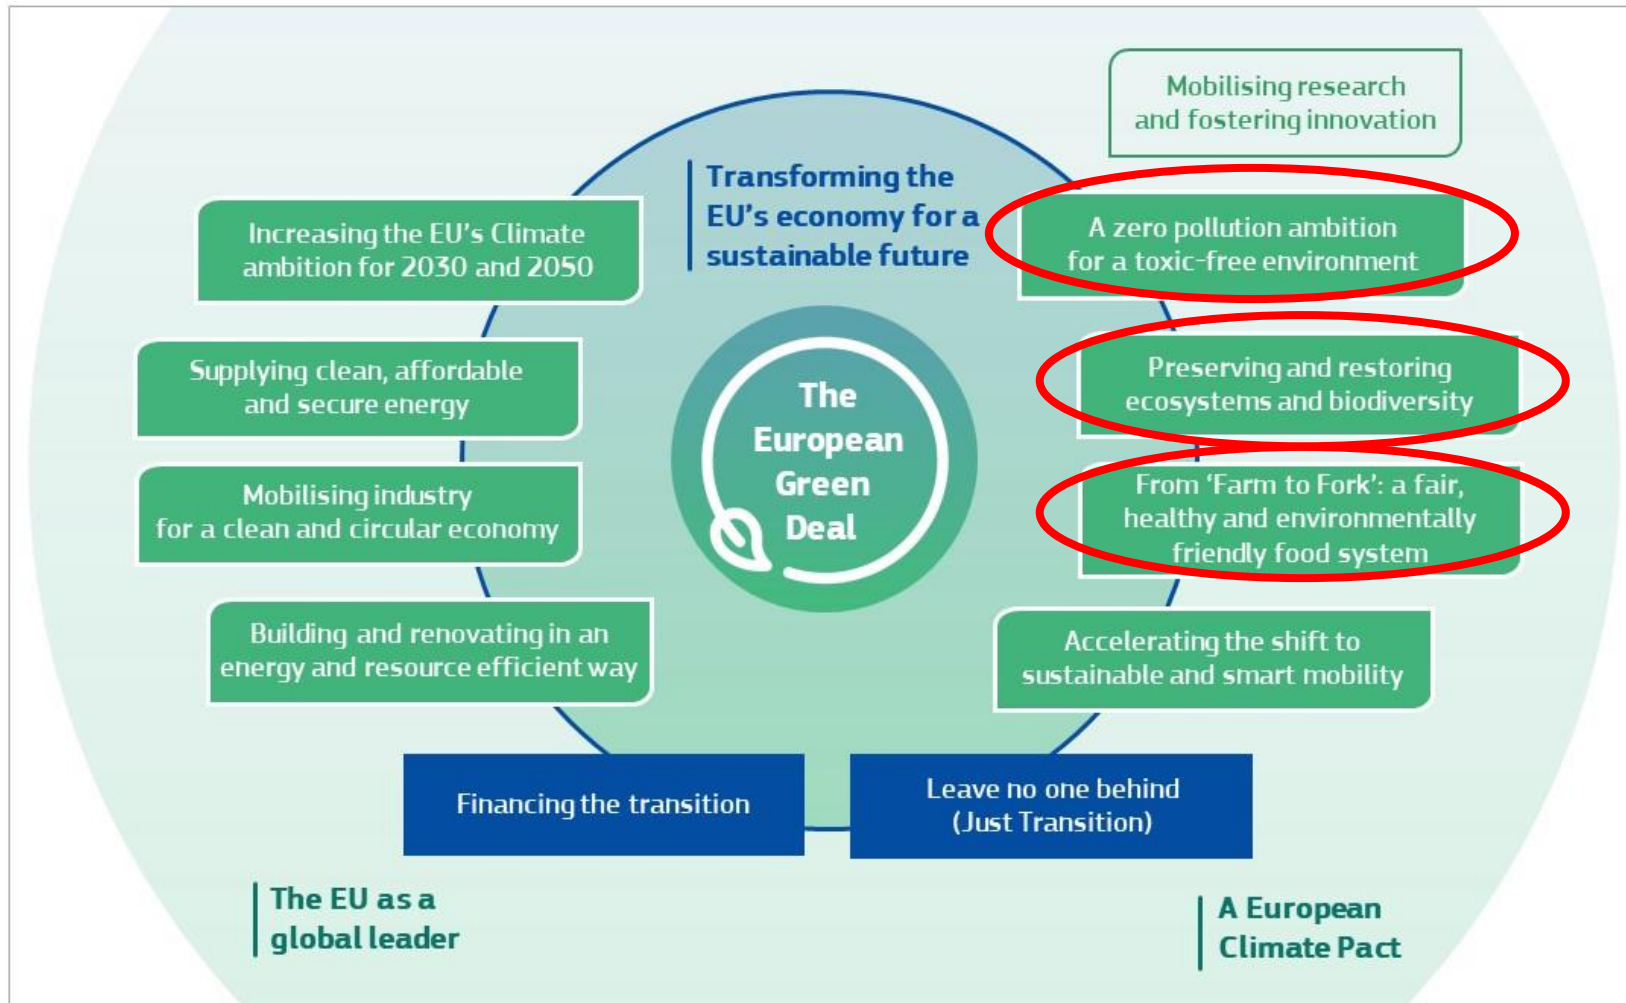 Mobilising research
and fostering innovation
Transforming the
EU's economy for a
sustainable future
Increasing the EU's Climate
ambition for 2030 and 2050
A zero pollution ambition
for a toxic-free environment
Supplying clean, affordable
and secure energy
Preserving and restoring
ecosystems and biodiversity
The
European
Green
Deal
Mobilising industry
for a clean and circular economy
From ‘Farm to Fork’: a fair,
healthy and environmentally
friendly food system
Building and renovating in an
energy and resource efficient way
Accelerating the shift to
sustainable and smart mobility
Financing the transition
Leave no one behind
(Just Transition)
The EU as a
global leader
A European
Climate Pact